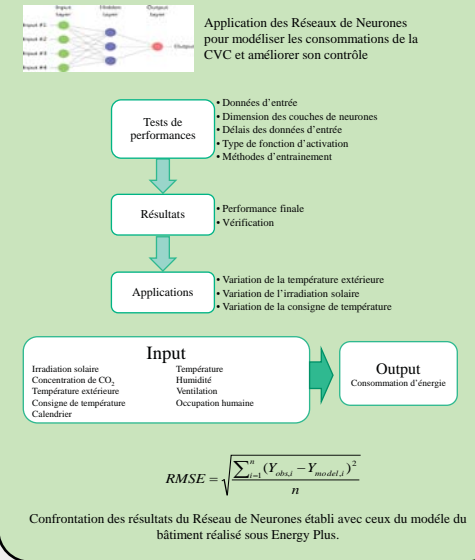 Input layer
Hidden layer
Output layer
Input #1
Input #2
Input #3
Input #4
Output
Application des Réseaux de Neurones
pour modéliser les consommations de la
CVC et améliorer son contrôle
Tests de
performances
• Données d'entrée
• Dimension des couches de neurones
• Délais des données d'entrée
• Type de fonction d'activation
• Méthodes d'entrainement
Résultats
• Performance finale
• Vérification
Applications
• Variation de la température extérieure
• Variation de l'irradiation solaire
• Variation de la consigne de température
Input
Irradiation solaire
Concentration de CO₂
Température extérieure
Consigne de température
Calendrier
Température
Humidité
Ventilation
Occupation humaine
Output
Consommation d'énergie
RMSE = √(∑ⁿᵢ₌₁(Y_obs,i − Y_model,i)² / n)
Confrontation des résultats du Réseau de Neurones établi avec ceux du modéle du
bâtiment réalisé sous Energy Plus.